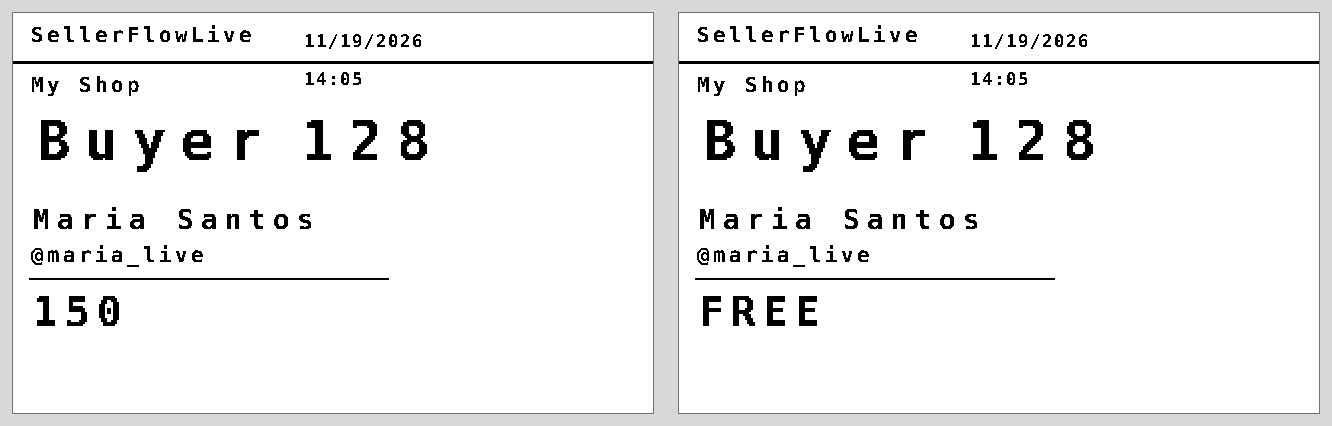 SellerFlowLive 11/19/2026
My Shop 14:05
Buyer 128
Maria Santos
@maria_live
150
SellerFlowLive 11/19/2026
My Shop 14:05
Buyer 128
Maria Santos
@maria_live
FREE